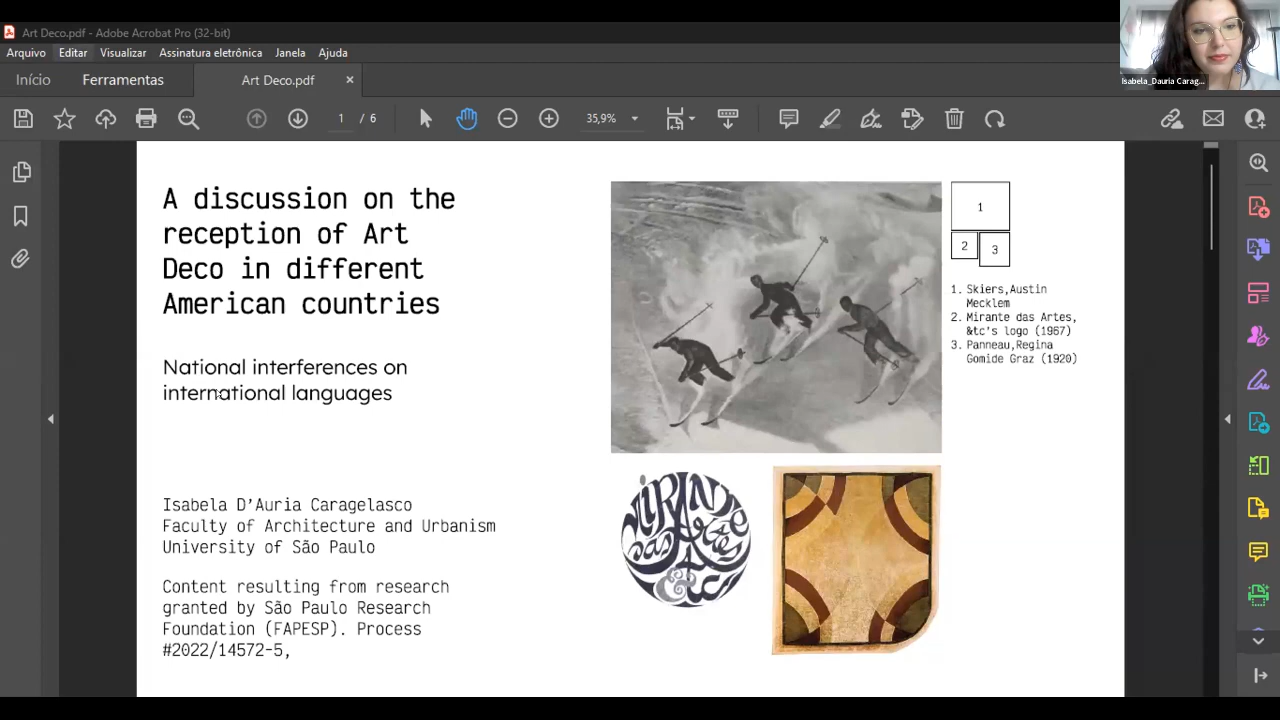 Art Deco.pdf - Adobe Acrobat Pro (32-bit)
Arquivo Editar Visualizar Assinatura eletrônica Janela Ajuda
Início Ferramentas Art Deco.pdf ×
1 / 6 35,9%
Isabela_Dauria Carag...
A discussion on the
reception of Art
Deco in different
American countries
National interferences on
international languages
Isabela D'Auria Caragelasco
Faculty of Architecture and Urbanism
University of São Paulo
Content resulting from research
granted by São Paulo Research
Foundation (FAPESP). Process
#2022/14572-5,
1
2 3
1. Skiers,Austin
Mecklem
2. Mirante das Artes,
&tc's logo (1967)
3. Panneau,Regina
Gomide Graz (1920)
MIRANTE
das Artes
&tc